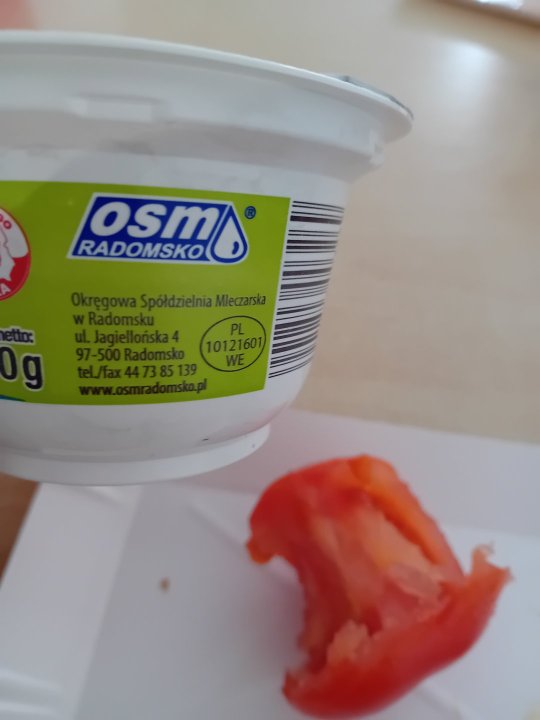 osm®
RADOMSKO
Okręgowa Spółdzielnia Mleczarska
w Radomsku
ul. Jagiellońska 4
97-500 Radomsko
tel./fax 44 73 85 139
www.osmradomsko.pl
PL
10121601
WE
netto:
0g